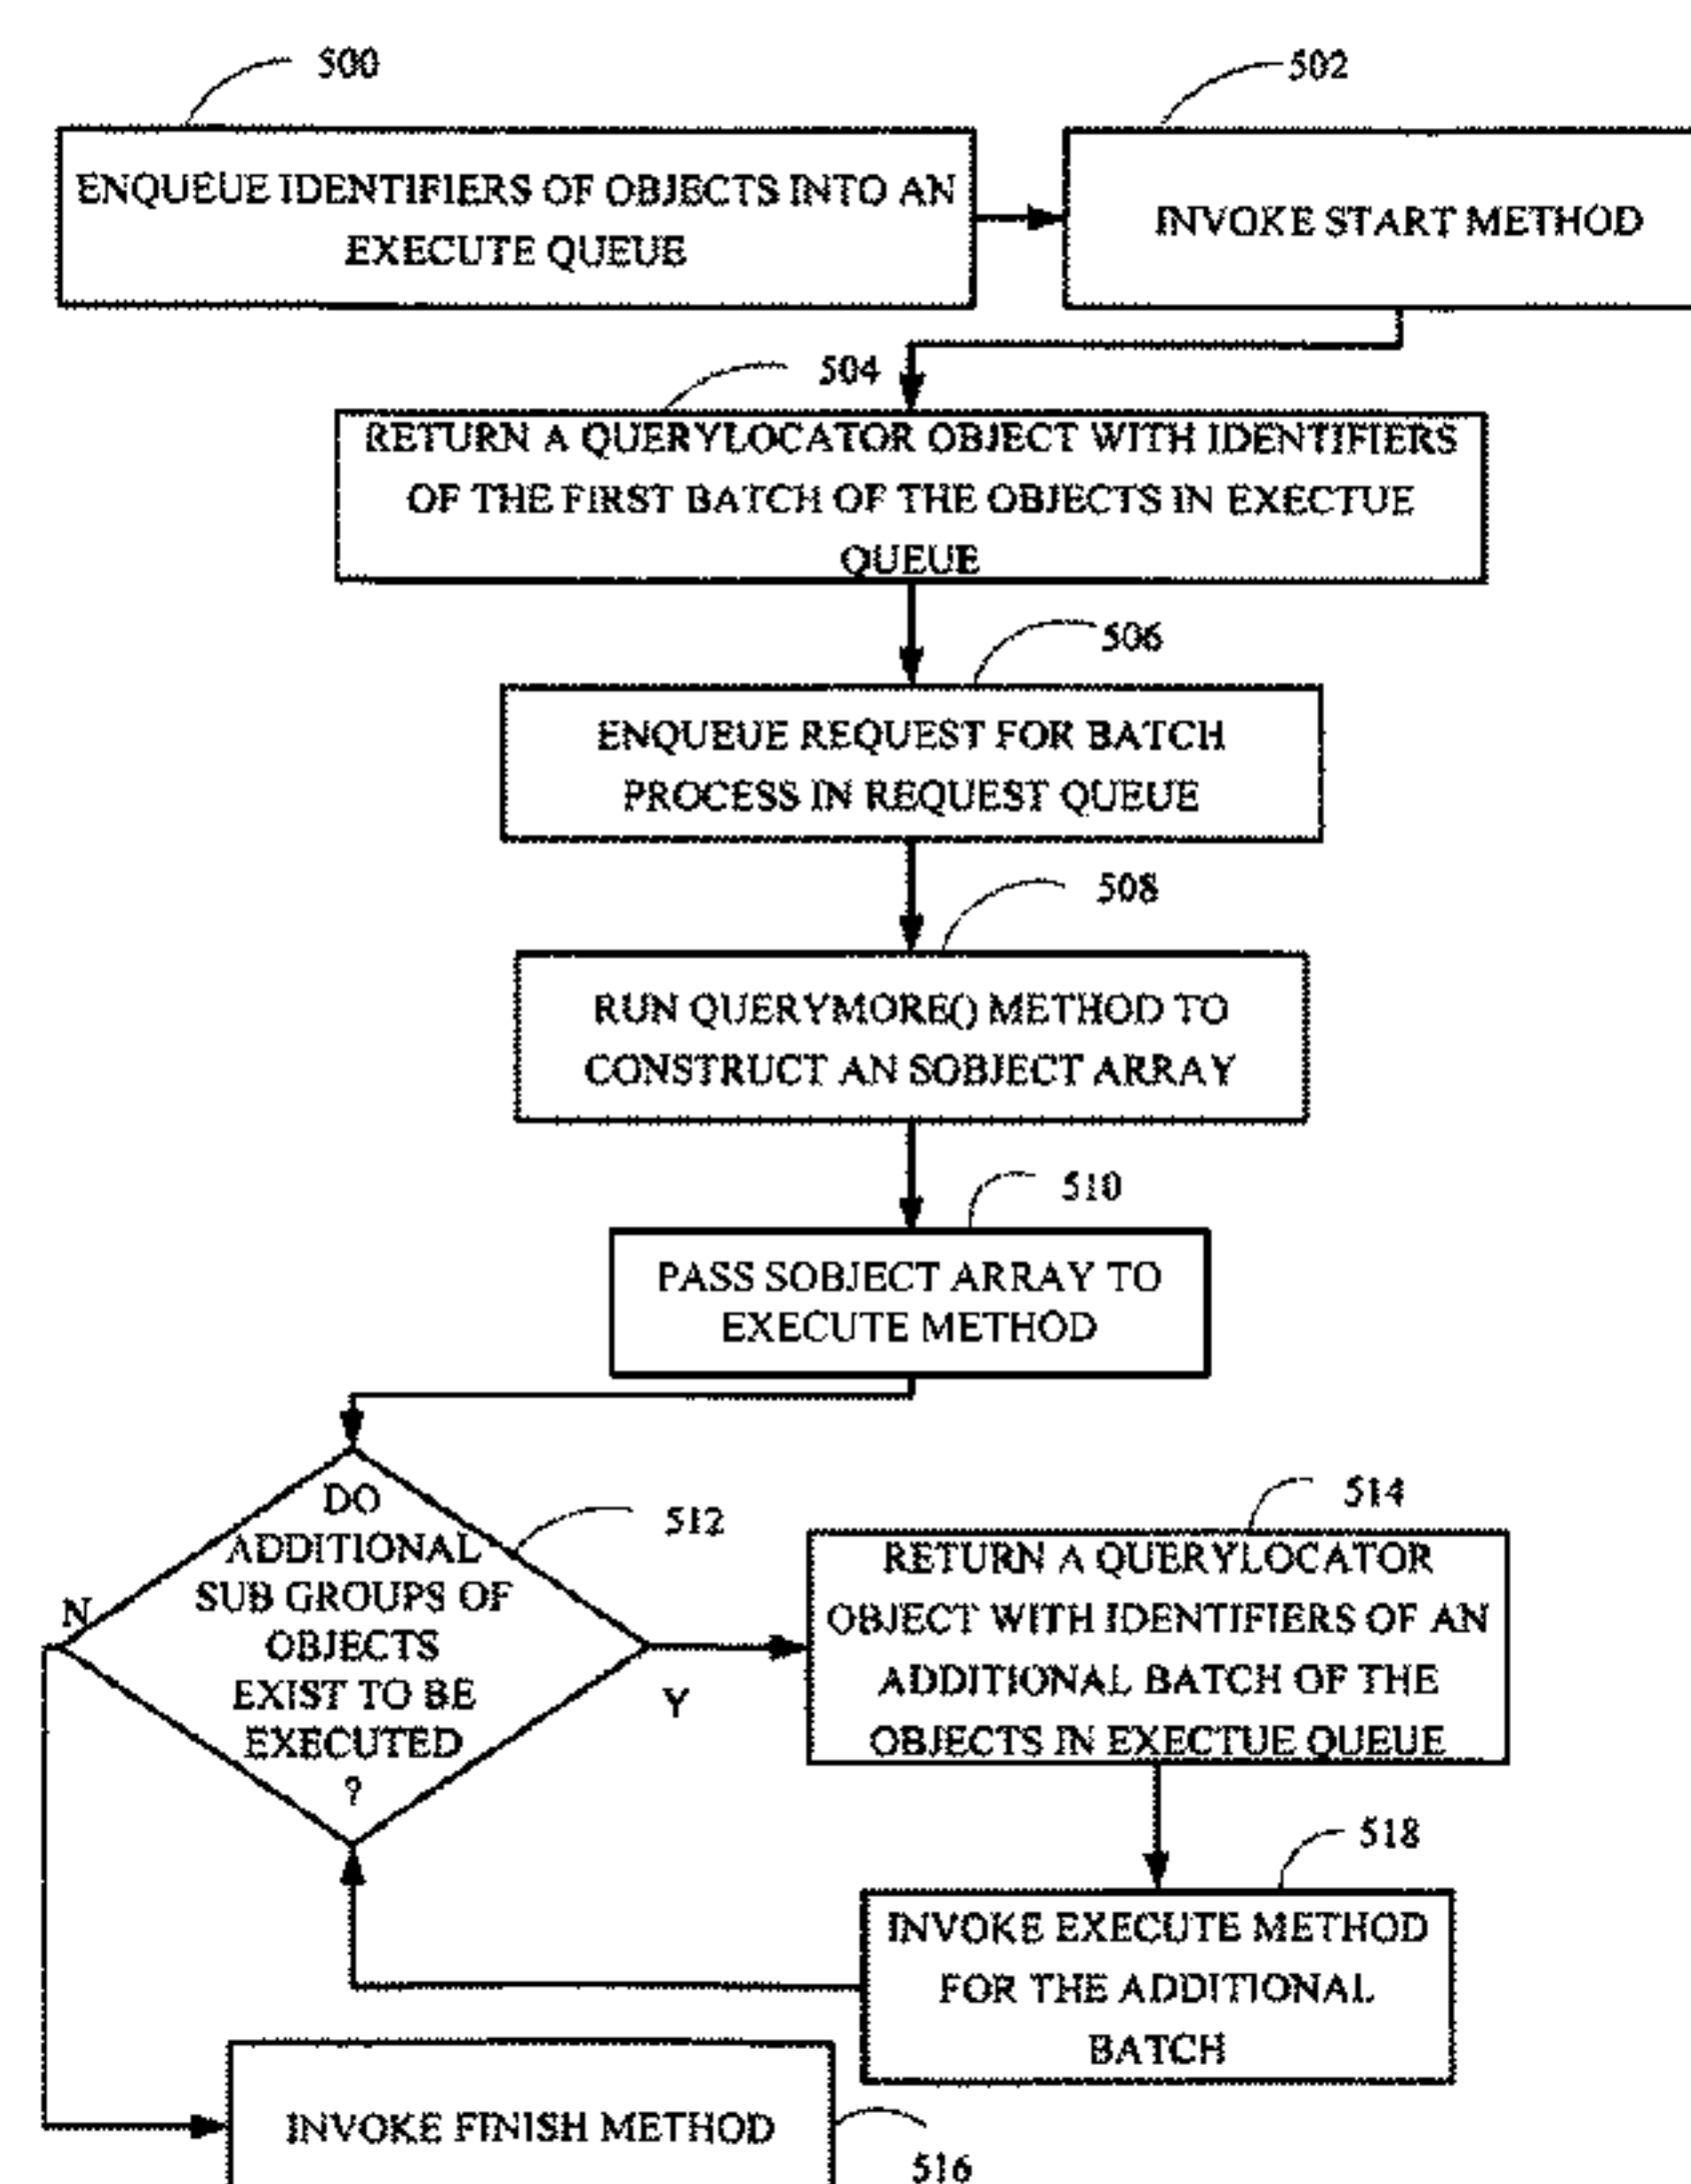 500
502
ENQUEUE IDENTIFIERS OF OBJECTS INTO AN
EXECUTE QUEUE
INVOKE START METHOD
504
RETURN A QUERYLOCATOR OBJECT WITH IDENTIFIERS
OF THE FIRST BATCH OF THE OBJECTS IN EXECTUE
QUEUE
506
ENQUEUE REQUEST FOR BATCH
PROCESS IN REQUEST QUEUE
508
RUN QUERYMORE() METHOD TO
CONSTRUCT AN SOBJECT ARRAY
510
PASS SOBJECT ARRAY TO
EXECUTE METHOD
512
DO
ADDITIONAL
SUB GROUPS OF
OBJECTS
EXIST TO BE
EXECUTED
?
N
Y
514
RETURN A QUERYLOCATOR
OBJECT WITH IDENTIFIERS OF AN
ADDITIONAL BATCH OF THE
OBJECTS IN EXECTUE QUEUE
518
INVOKE EXECUTE METHOD
FOR THE ADDITIONAL
BATCH
INVOKE FINISH METHOD
516